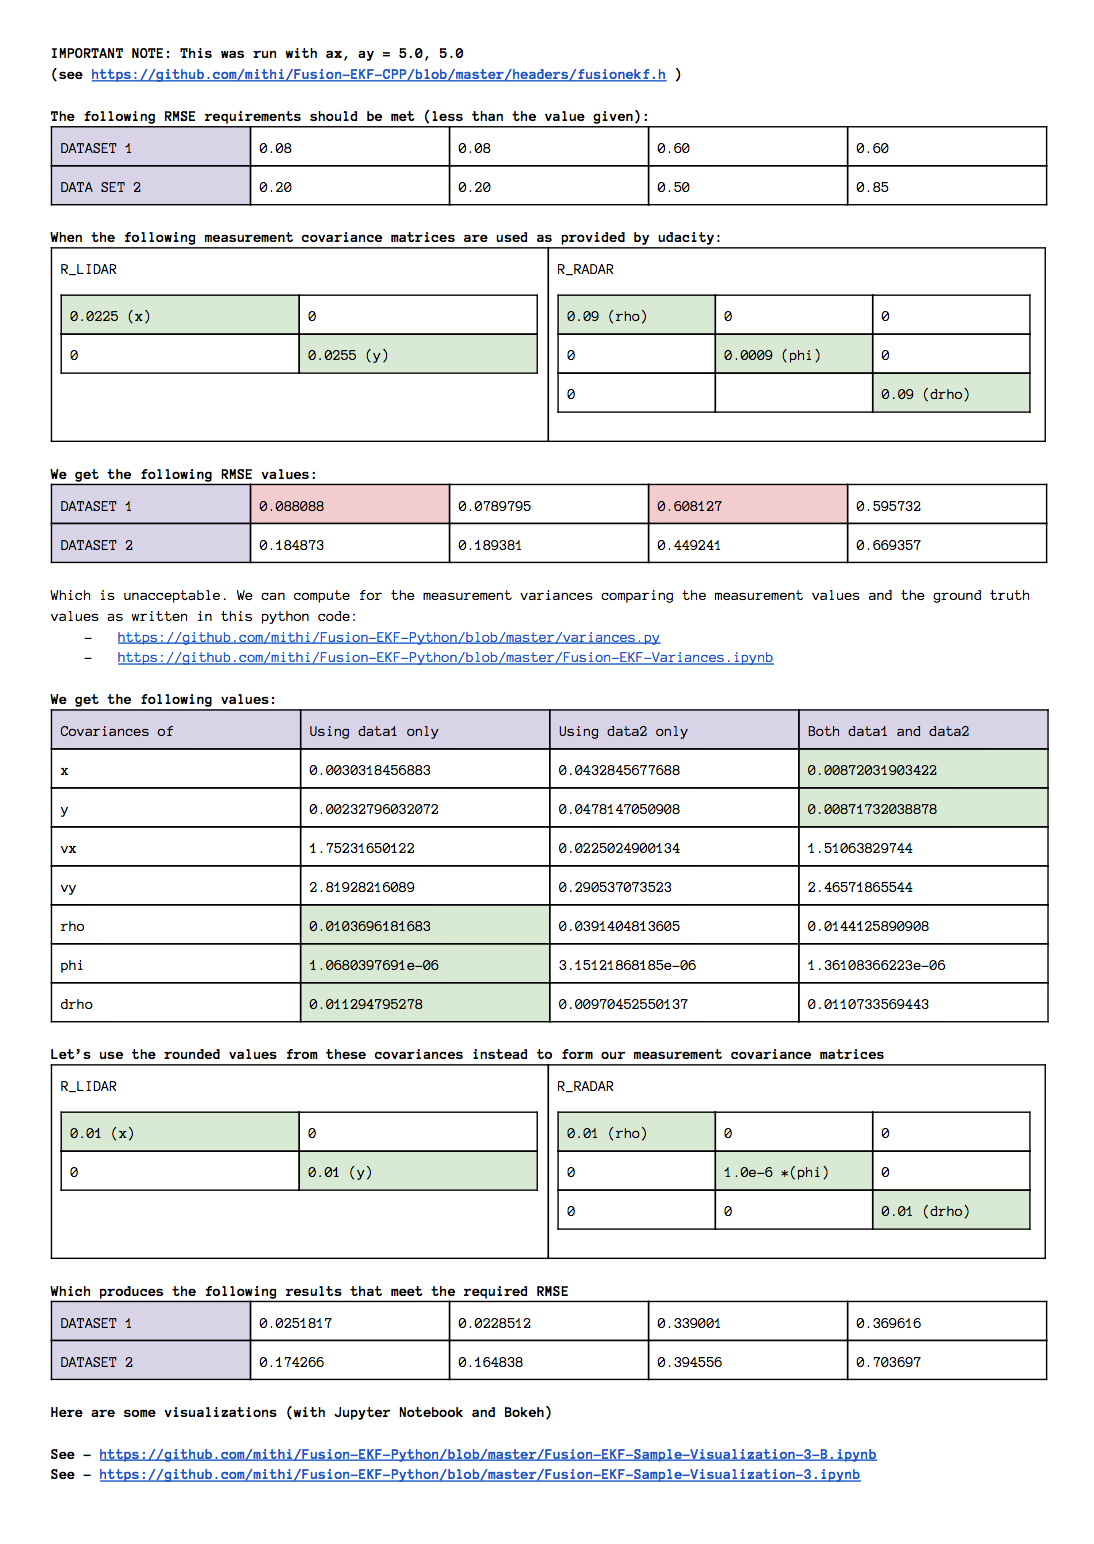 IMPORTANT NOTE: This was run with ax, ay = 5.0, 5.0
(see https://github.com/mithi/Fusion-EKF-CPP/blob/master/headers/fusionekf.h )
The following RMSE requirements should be met (less than the value given):
DATASET 1 0.08 0.08 0.60 0.60
DATA SET 2 0.20 0.20 0.50 0.85
When the following measurement covariance matrices are used as provided by udacity:
R_LIDAR R_RADAR
0.0225 (x) 0 0.09 (rho) 0 0
0 0.0255 (y) 0 0.0009 (phi) 0
0 0.09 (drho)
We get the following RMSE values:
DATASET 1 0.088088 0.0789795 0.608127 0.595732
DATASET 2 0.184873 0.189381 0.449241 0.669357
Which is unacceptable. We can compute for the measurement variances comparing the measurement values and the ground truth
values as written in this python code:
– https://github.com/mithi/Fusion-EKF-Python/blob/master/variances.py
– https://github.com/mithi/Fusion-EKF-Python/blob/master/Fusion-EKF-Variances.ipynb
We get the following values:
Covariances of Using data1 only Using data2 only Both data1 and data2
x 0.0030318456883 0.0432845677688 0.00872031903422
y 0.00232796032072 0.0478147050908 0.00871732038878
vx 1.75231650122 0.0225024900134 1.51063829744
vy 2.81928216089 0.290537073523 2.46571865544
rho 0.0103696181683 0.0391404813605 0.0144125890908
phi 1.0680397691e-06 3.15121868185e-06 1.36108366223e-06
drho 0.011294795278 0.00970452550137 0.0110733569443
Let’s use the rounded values from these covariances instead to form our measurement covariance matrices
R_LIDAR R_RADAR
0.01 (x) 0 0.01 (rho) 0 0
0 0.01 (y) 0 1.0e-6 *(phi) 0
0 0 0.01 (drho)
Which produces the following results that meet the required RMSE
DATASET 1 0.0251817 0.0228512 0.339001 0.369616
DATASET 2 0.174266 0.164838 0.394556 0.703697
Here are some visualizations (with Jupyter Notebook and Bokeh)
See – https://github.com/mithi/Fusion-EKF-Python/blob/master/Fusion-EKF-Sample-Visualization-3-B.ipynb
See – https://github.com/mithi/Fusion-EKF-Python/blob/master/Fusion-EKF-Sample-Visualization-3.ipynb